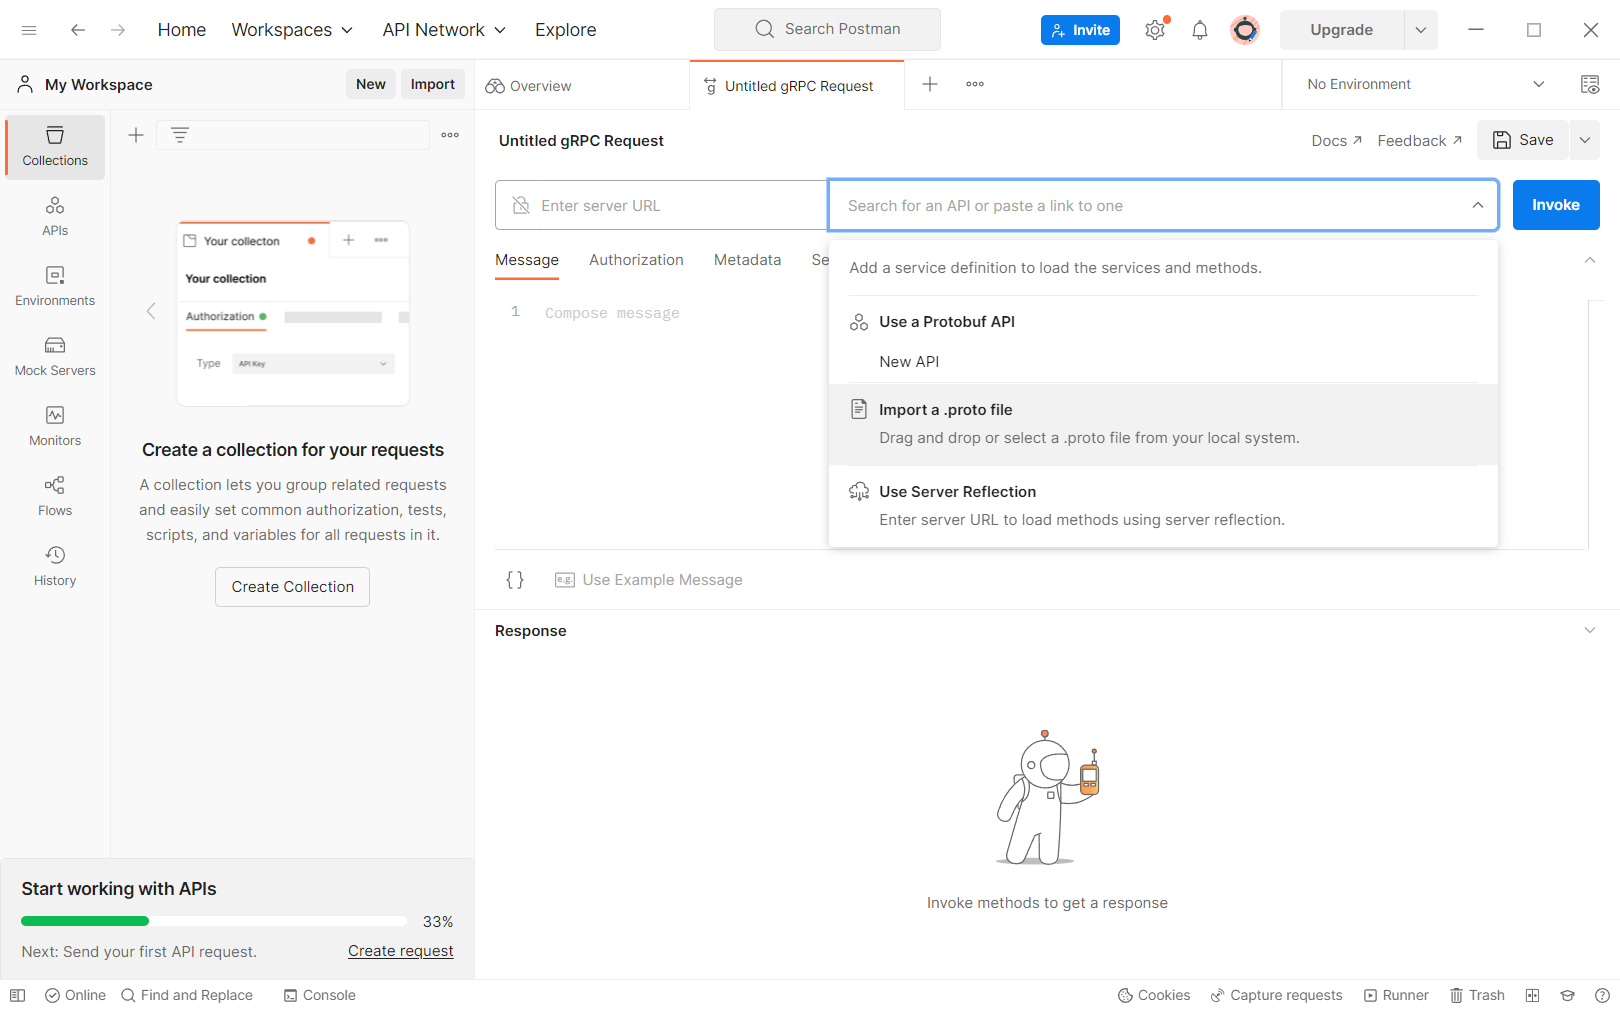 Home
Workspaces
API Network
Explore
Search Postman
Invite
Upgrade
My Workspace
New
Import
Overview
Untitled gRPC Request
No Environment
Collections
APIs
Environments
Mock Servers
Monitors
Flows
History
Your collecton
Your collection
Authorization
Type
API Key
Create a collection for your requests
A collection lets you group related requests
and easily set common authorization, tests,
scripts, and variables for all requests in it.
Create Collection
Start working with APIs
33%
Next: Send your first API request.
Create request
Untitled gRPC Request
Docs
Feedback
Save
Enter server URL
Search for an API or paste a link to one
Invoke
Message
Authorization
Metadata
Se
1
Compose message
Add a service definition to load the services and methods.
Use a Protobuf API
New API
Import a .proto file
Drag and drop or select a .proto file from your local system.
Use Server Reflection
Enter server URL to load methods using server reflection.
{}
e.g.
Use Example Message
Response
Invoke methods to get a response
Online
Find and Replace
Console
Cookies
Capture requests
Runner
Trash